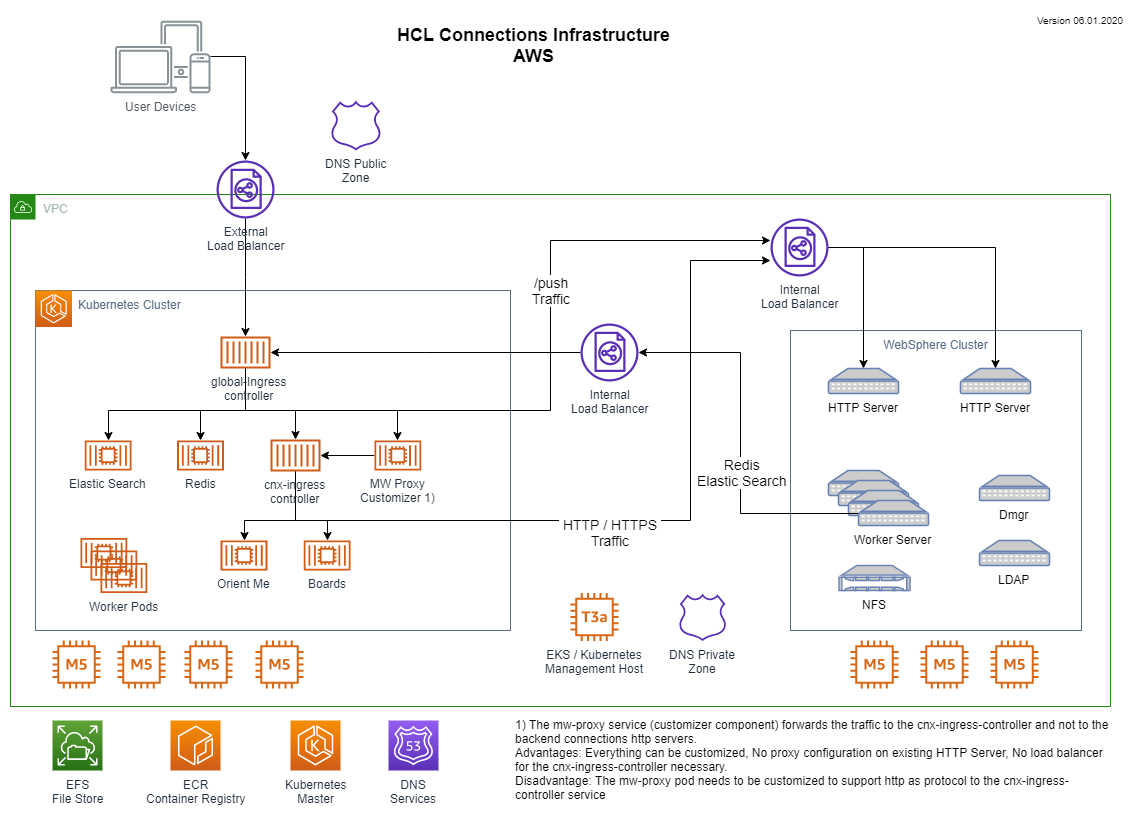 Version 06.01.2020
HCL Connections Infrastructure
AWS
User Devices
DNS Public
Zone
VPC
External
Load Balancer
Internal
Load Balancer
/push
Traffic
Kubernetes Cluster
WebSphere Cluster
global-Ingress
controller
Internal
Load Balancer
HTTP Server
HTTP Server
Redis
Elastic Search
Elastic Search
Redis
cnx-ingress
controller
MW Proxy
Customizer 1)
Dmgr
HTTP / HTTPS
Traffic
Worker Server
Orient Me
Boards
LDAP
Worker Pods
NFS
T3a
EKS / Kubernetes
Management Host
DNS Private
Zone
M5
M5
M5
M5
M5
M5
M5
53
EFS
File Store
ECR
Container Registry
Kubernetes
Master
DNS
Services
1) The mw-proxy service (customizer component) forwards the traffic to the cnx-ingress-controller and not to the
backend connections http servers.
Advantages: Everything can be customized, No proxy configuration on existing HTTP Server, No load balancer
for the cnx-ingress-controller necessary.
Disadvantage: The mw-proxy pod needs to be customized to support http as protocol to the cnx-ingress-
controller service